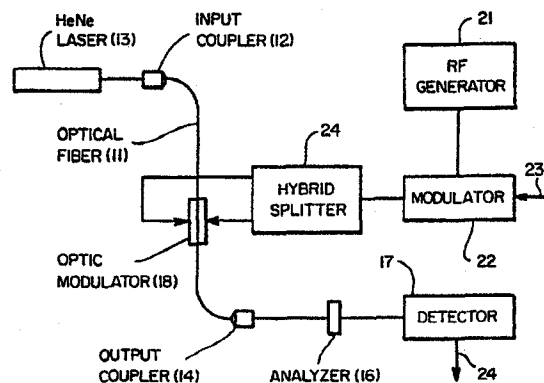 HeNe
LASER (13)
INPUT
COUPLER (12)
21
RF
GENERATOR
OPTICAL
FIBER (11)
24
HYBRID
SPLITTER
23
MODULATOR
22
OPTIC
MODULATOR (18)
17
DETECTOR
OUTPUT
COUPLER (14)
ANALYZER (16)
24